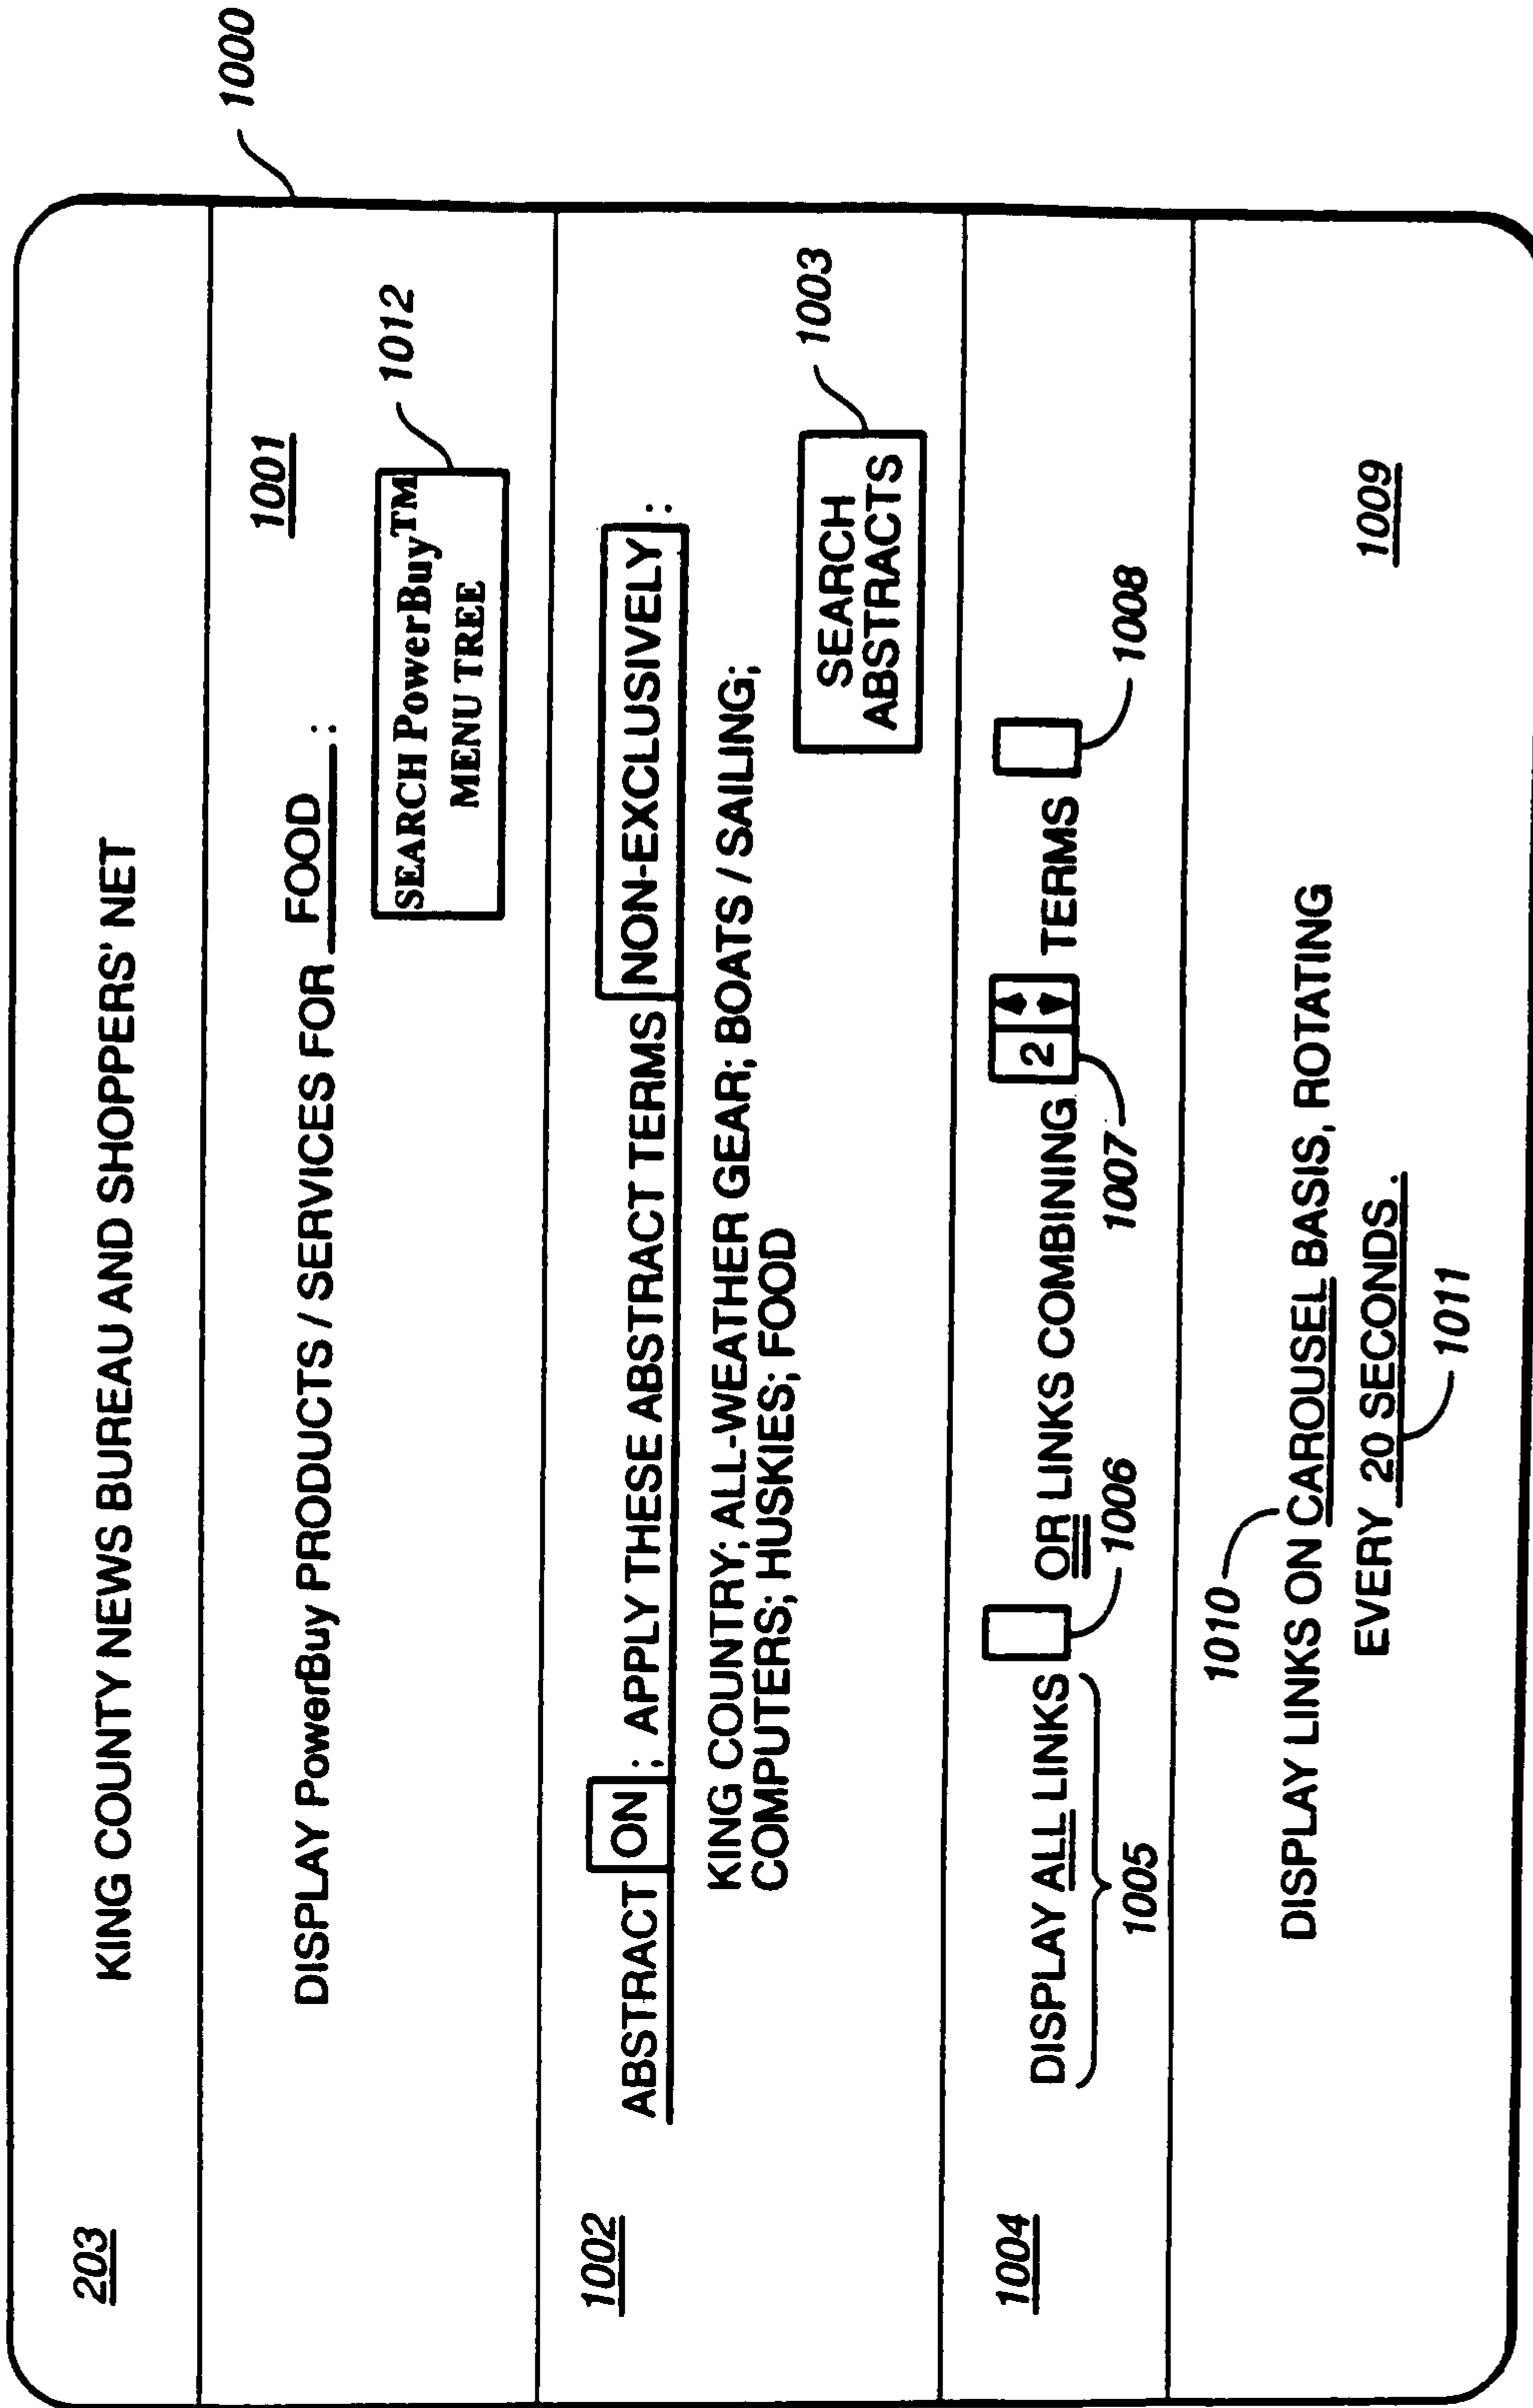 1000
203
KING COUNTY NEWS BUREAU AND SHOPPERS' NET
1001
DISPLAY PowerBuy PRODUCTS / SERVICES FOR FOOD :
SEARCH PowerBuy™
MENU TREE
1012
1002
ABSTRACT ON : APPLY THESE ABSTRACT TERMS NON-EXCLUSIVELY :
KING COUNTRY; ALL-WEATHER GEAR; BOATS / SAILING;
COMPUTERS; HUSKIES; FOOD
SEARCH
ABSTRACTS
1003
1004
DISPLAY ALL LINKS OR LINKS COMBINING 2 TERMS
1005
1006
1007
1008
1010
DISPLAY LINKS ON CAROUSEL BASIS, ROTATING
EVERY 20 SECONDS .
1009
1011